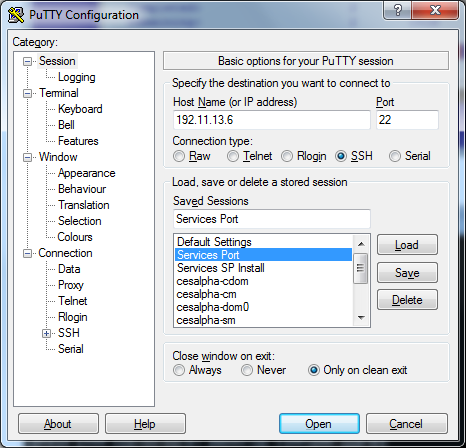 PuTTY Configuration
Category:
Session
Logging
Terminal
Keyboard
Bell
Features
Window
Appearance
Behaviour
Translation
Selection
Colours
Connection
Data
Proxy
Telnet
Rlogin
SSH
Serial
Basic options for your PuTTY session
Specify the destination you want to connect to
Host Name (or IP address) Port
192.11.13.6 22
Connection type:
Raw Telnet Rlogin SSH Serial
Load, save or delete a stored session
Saved Sessions
Services Port
Default Settings
Services Port
Services SP Install
cesalpha-cdom
cesalpha-cm
cesalpha-dom0
cesalpha-sm
Load
Save
Delete
Close window on exit:
Always Never Only on clean exit
About Help Open Cancel